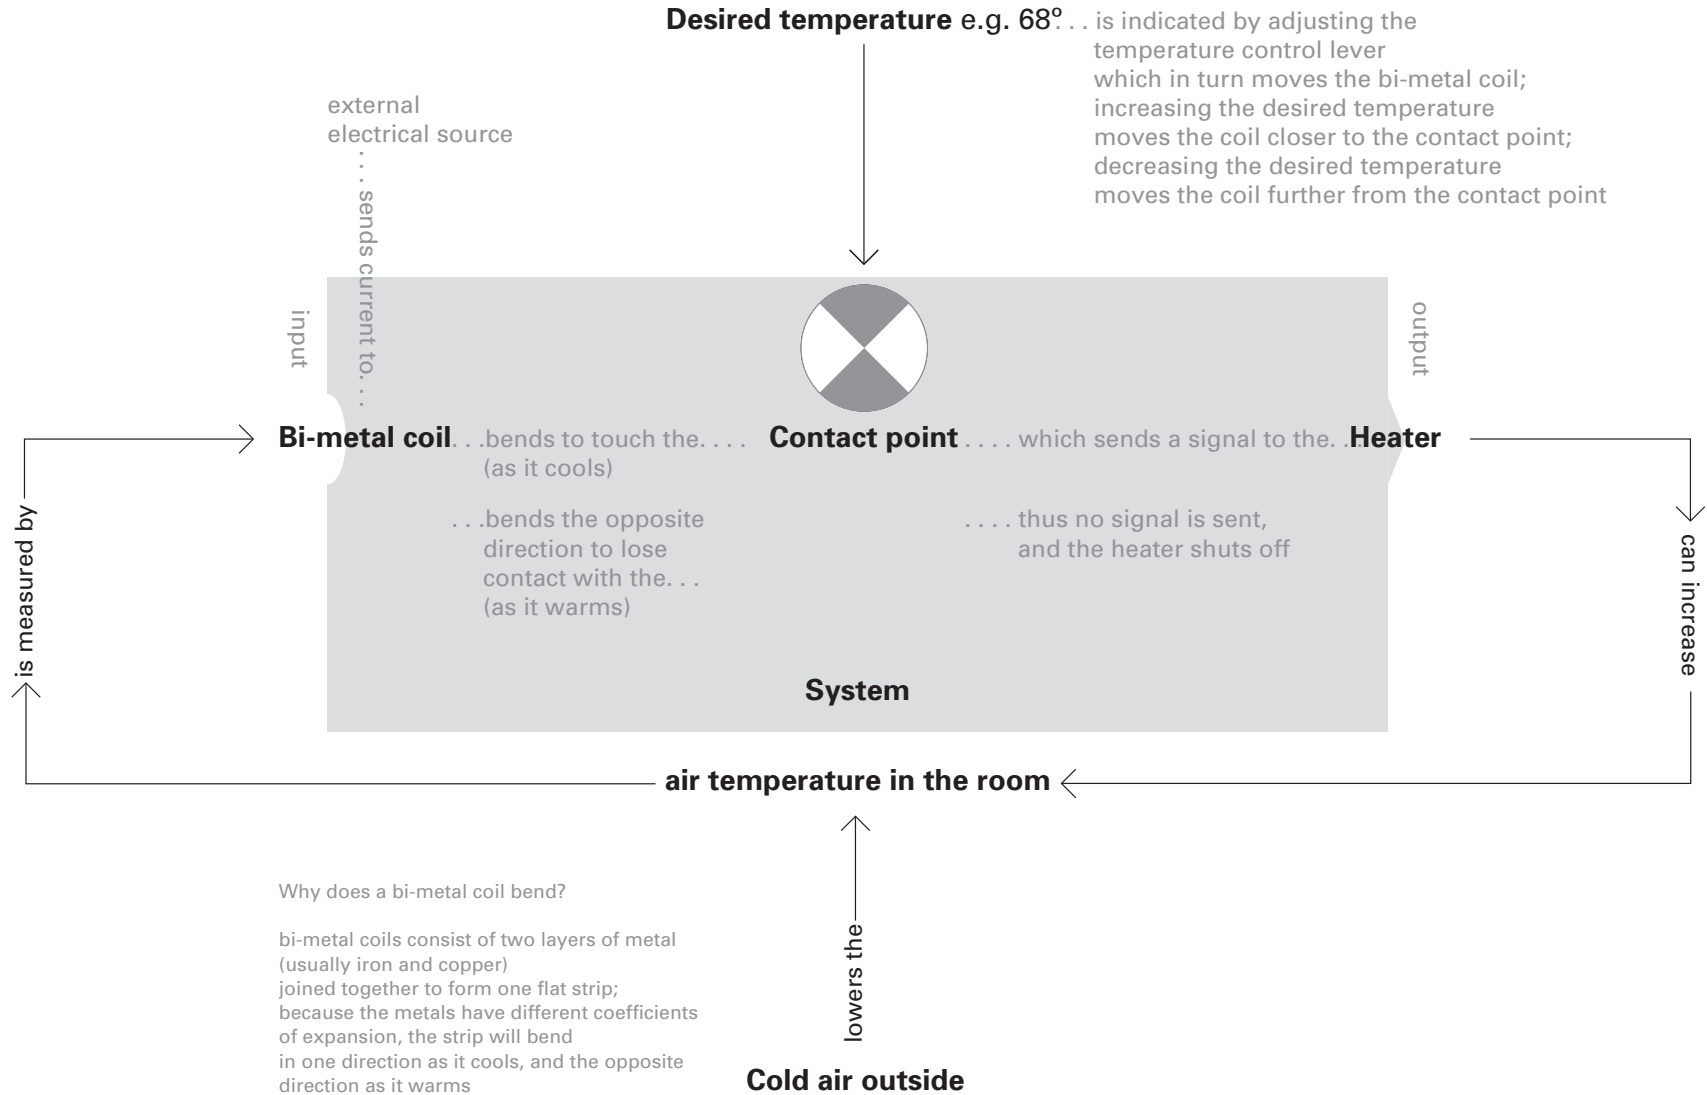 Desired temperature e.g. 68º. . . is indicated by adjusting the
temperature control lever
which in turn moves the bi-metal coil;
increasing the desired temperature
moves the coil closer to the contact point;
decreasing the desired temperature
moves the coil further from the contact point
external
electrical source
. . . sends current to. . .
input
output
Bi-metal coil. . .bends to touch the. . . . Contact point . . . . which sends a signal to the. . . Heater
(as it cools)
. . .bends the opposite
direction to lose
contact with the. . .
(as it warms)
. . . . thus no signal is sent,
and the heater shuts off
is measured by
can increase
System
air temperature in the room
lowers the
Cold air outside
Why does a bi-metal coil bend?
bi-metal coils consist of two layers of metal
(usually iron and copper)
joined together to form one flat strip;
because the metals have different coefficients
of expansion, the strip will bend
in one direction as it cools, and the opposite
direction as it warms